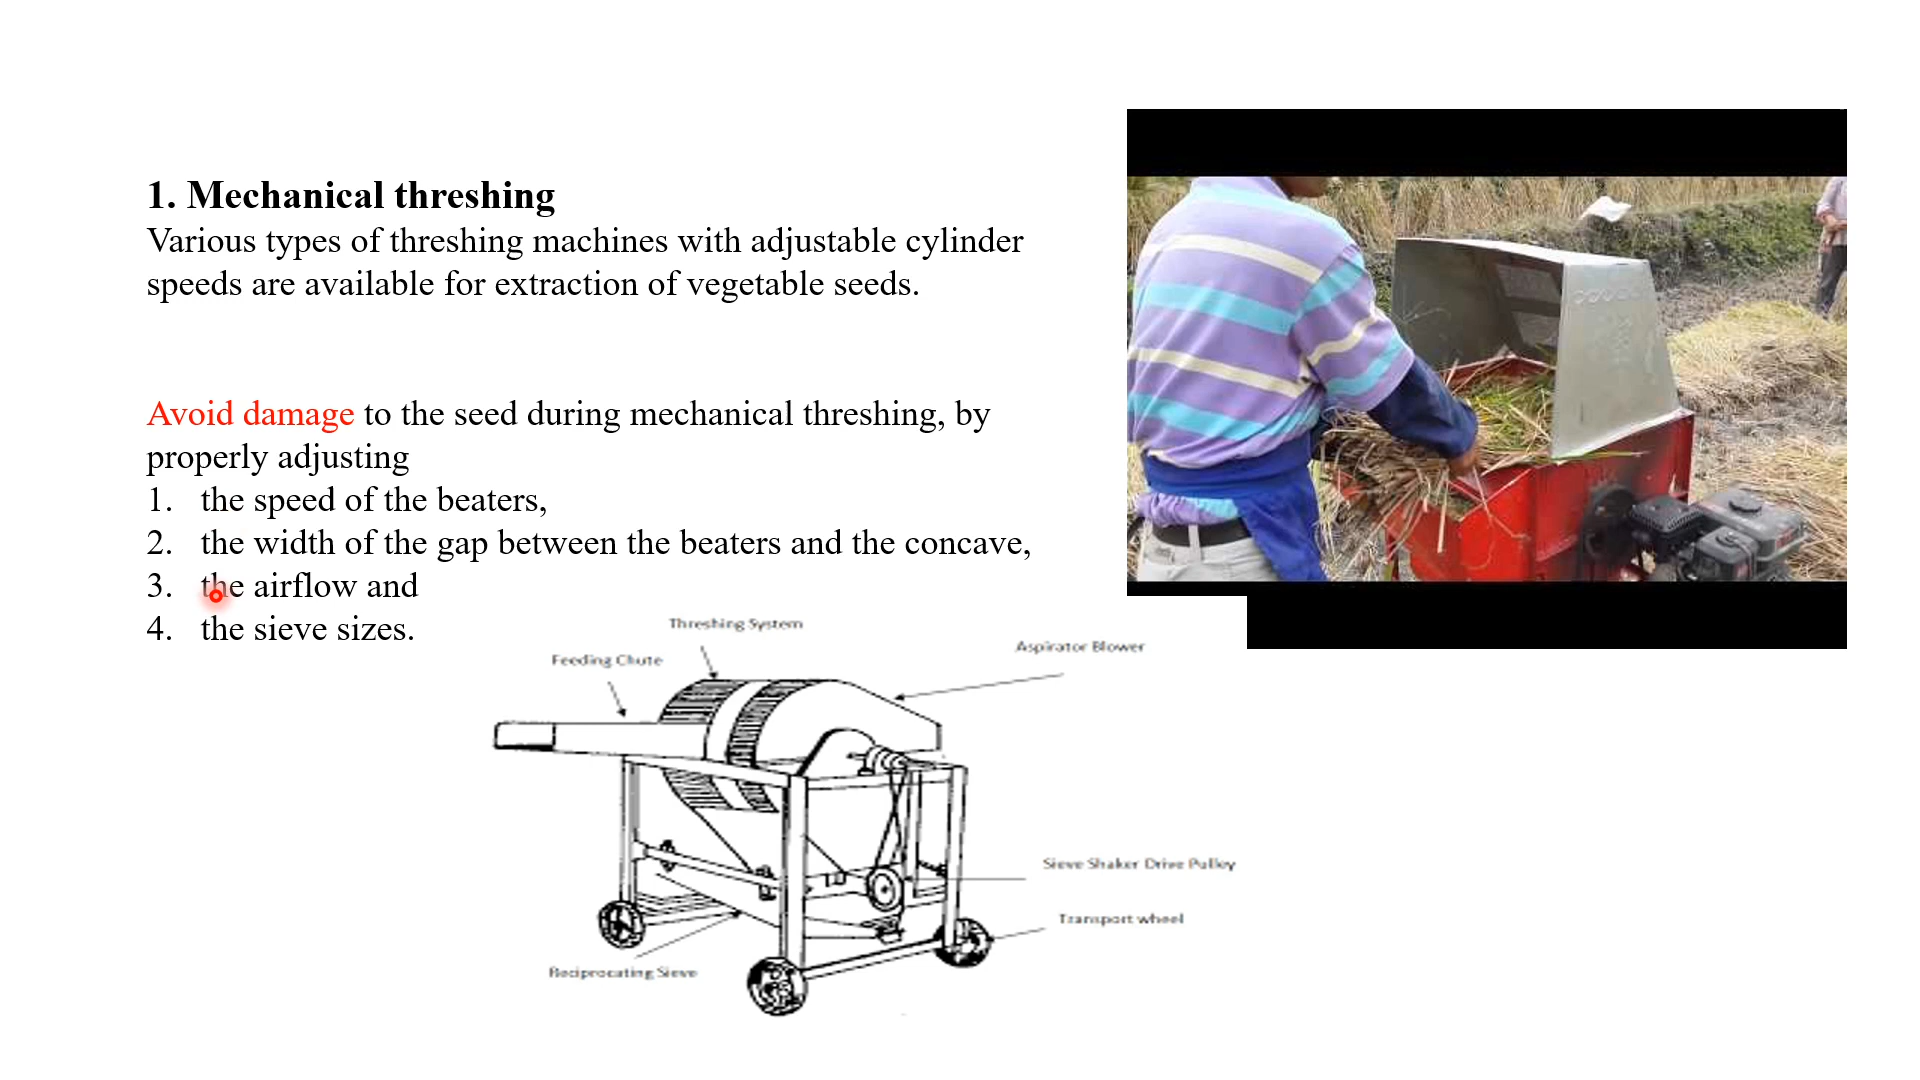 1. Mechanical threshing
Various types of threshing machines with adjustable cylinder
speeds are available for extraction of vegetable seeds.
Avoid damage to the seed during mechanical threshing, by
properly adjusting
1. the speed of the beaters,
2. the width of the gap between the beaters and the concave,
3. the airflow and
4. the sieve sizes.
Threshing System
Aspirator Blower
Feeding Chute
Sieve Shaker Drive Pulley
Transport wheel
Reciprocating Sieve